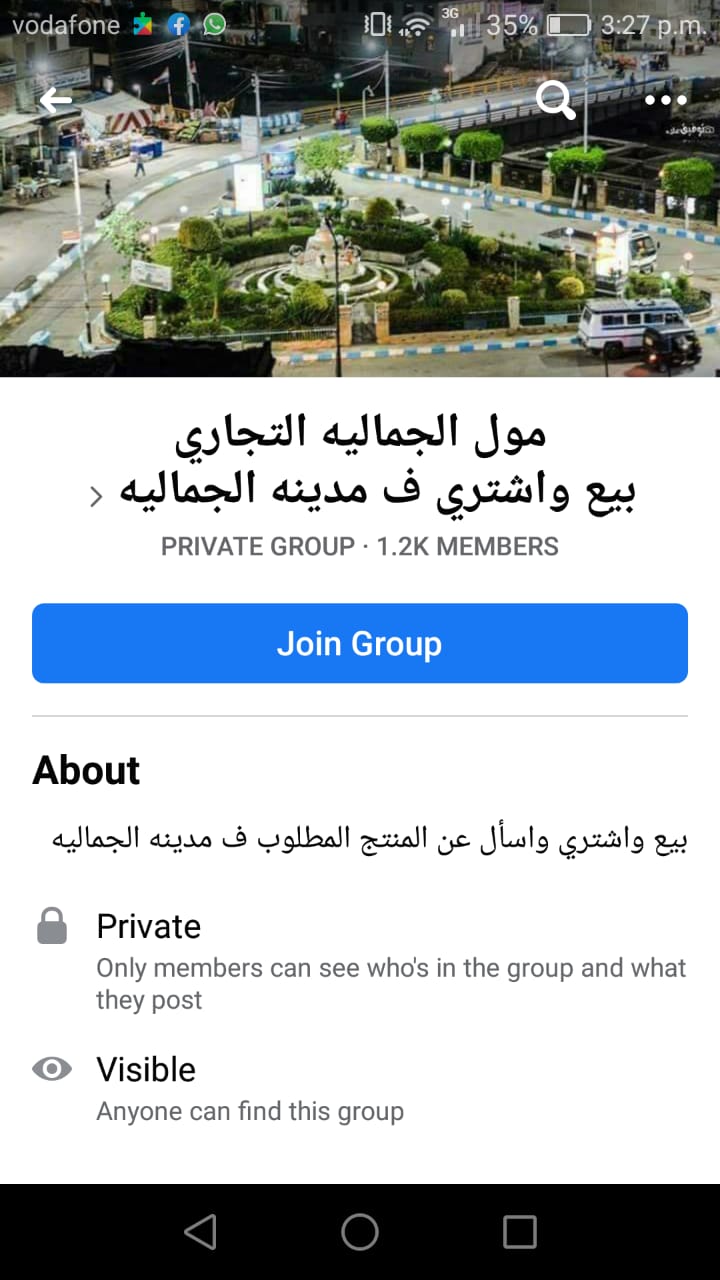 vodafone 3G 35% 3:27 p.m.
مول الجماليه التجاري
بيع واشتري ف مدينه الجماليه
PRIVATE GROUP · 1.2K MEMBERS
Join Group
About
بيع واشتري واسأل عن المنتج المطلوب ف مدينه الجماليه
Private
Only members can see who's in the group and what
they post
Visible
Anyone can find this group